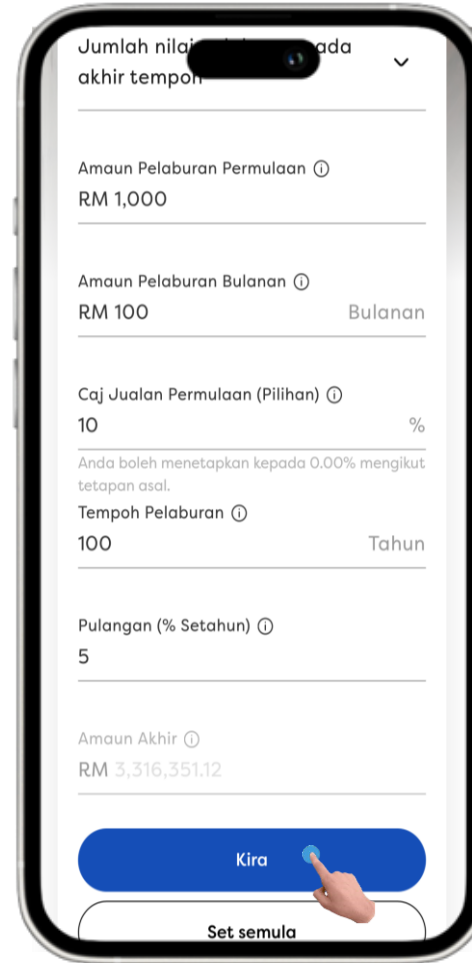 Jumlah nilai ada
akhir tempoh
Amaun Pelaburan Permulaan
RM 1,000
Amaun Pelaburan Bulanan
RM 100 Bulanan
Caj Jualan Permulaan (Pilihan)
10 %
Anda boleh menetapkan kepada 0.00% mengikut
tetapan asal.
Tempoh Pelaburan
100 Tahun
Pulangan (% Setahun)
5
Amaun Akhir
RM 3,316,351.12
Kira
Set semula